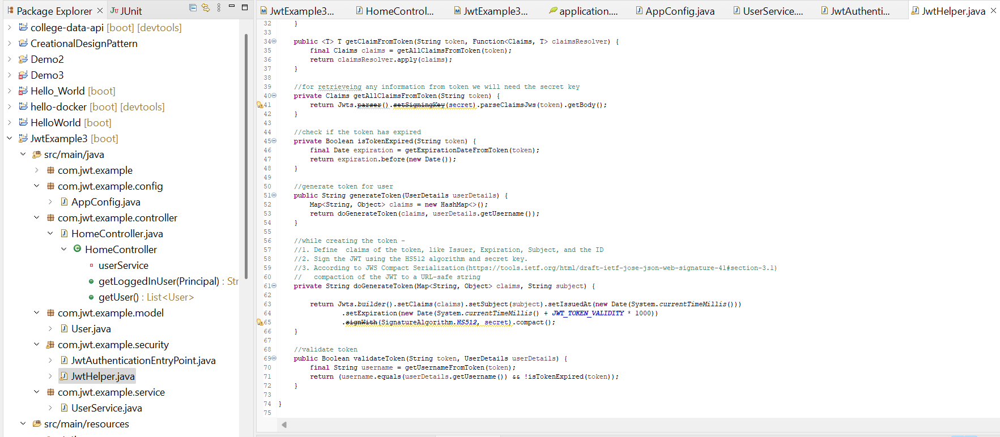 Package Explorer
JUnit
college-data-api [boot] [devtools]
CreationalDesignPattern
Demo2
Demo3
Hello_World [boot]
hello-docker [boot] [devtools]
HelloWorld [boot]
JwtExample3 [boot]
src/main/java
com.jwt.example
com.jwt.example.config
AppConfig.java
com.jwt.example.controller
HomeController.java
HomeController
userService
getLoggedInUser(Principal) : Str
getUser() : List<User>
com.jwt.example.model
User.java
com.jwt.example.security
JwtAuthenticationEntryPoint.java
JwtHelper.java
com.jwt.example.service
UserService.java
src/main/resources
JwtExample3...
HomeControl...
JwtExample3...
application....
AppConfig.java
UserService....
JwtAuthenti...
JwtHelper.java
32 }
33
34 public <T> T getClaimFromToken(String token, Function<Claims, T> claimsResolver) {
35 final Claims claims = getAllClaimsFromToken(token);
36 return claimsResolver.apply(claims);
37 }
38
39 //for retrieveing any information from token we will need the secret key
40 private Claims getAllClaimsFromToken(String token) {
41 return Jwts.parser().setSigningKey(secret).parseClaimsJws(token).getBody();
42 }
43
44 //check if the token has expired
45 private Boolean isTokenExpired(String token) {
46 final Date expiration = getExpirationDateFromToken(token);
47 return expiration.before(new Date());
48 }
49
50 //generate token for user
51 public String generateToken(UserDetails userDetails) {
52 Map<String, Object> claims = new HashMap<>();
53 return doGenerateToken(claims, userDetails.getUsername());
54 }
55
56 //while creating the token -
57 //1. Define  claims of the token, like Issuer, Expiration, Subject, and the ID
58 //2. Sign the JWT using the HS512 algorithm and secret key.
59 //3. According to JWS Compact Serialization(https://tools.ietf.org/html/draft-ietf-jose-json-web-signature-41#section-3.1)
60 //   compaction of the JWT to a URL-safe string
61 private String doGenerateToken(Map<String, Object> claims, String subject) {
62
63 return Jwts.builder().setClaims(claims).setSubject(subject).setIssuedAt(new Date(System.currentTimeMillis()))
64 .setExpiration(new Date(System.currentTimeMillis() + JWT_TOKEN_VALIDITY * 1000))
65 .signWith(SignatureAlgorithm.HS512, secret).compact();
66 }
67
68 //validate token
69 public Boolean validateToken(String token, UserDetails userDetails) {
70 final String username = getUsernameFromToken(token);
71 return (username.equals(userDetails.getUsername()) && !isTokenExpired(token));
72 }
73
74 }
75